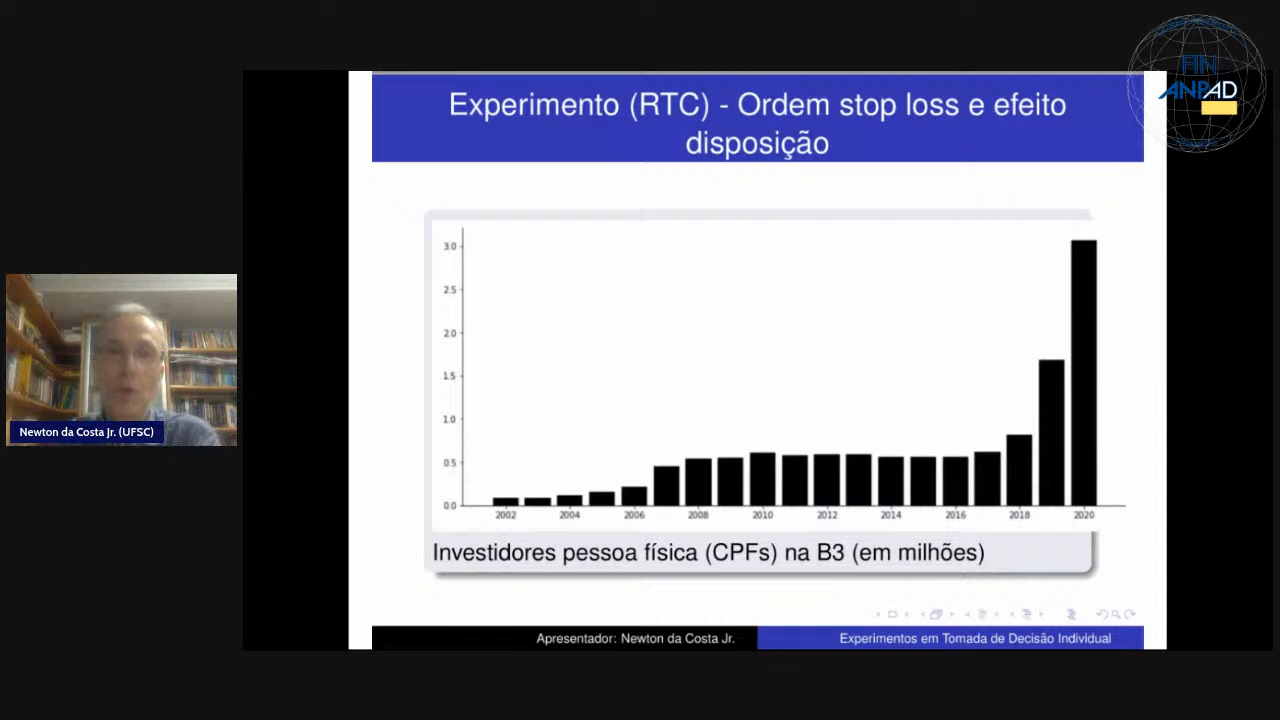 FIN
ANPAD
Experimento (RTC) - Ordem stop loss e efeito
disposição
3.0
2.5
2.0
1.5
1.0
0.5
0.0
2002 2004 2006 2008 2010 2012 2014 2016 2018 2020
Investidores pessoa física (CPFs) na B3 (em milhões)
Newton da Costa Jr. (UFSC)
Apresentador: Newton da Costa Jr. Experimentos em Tomada de Decisão Individual